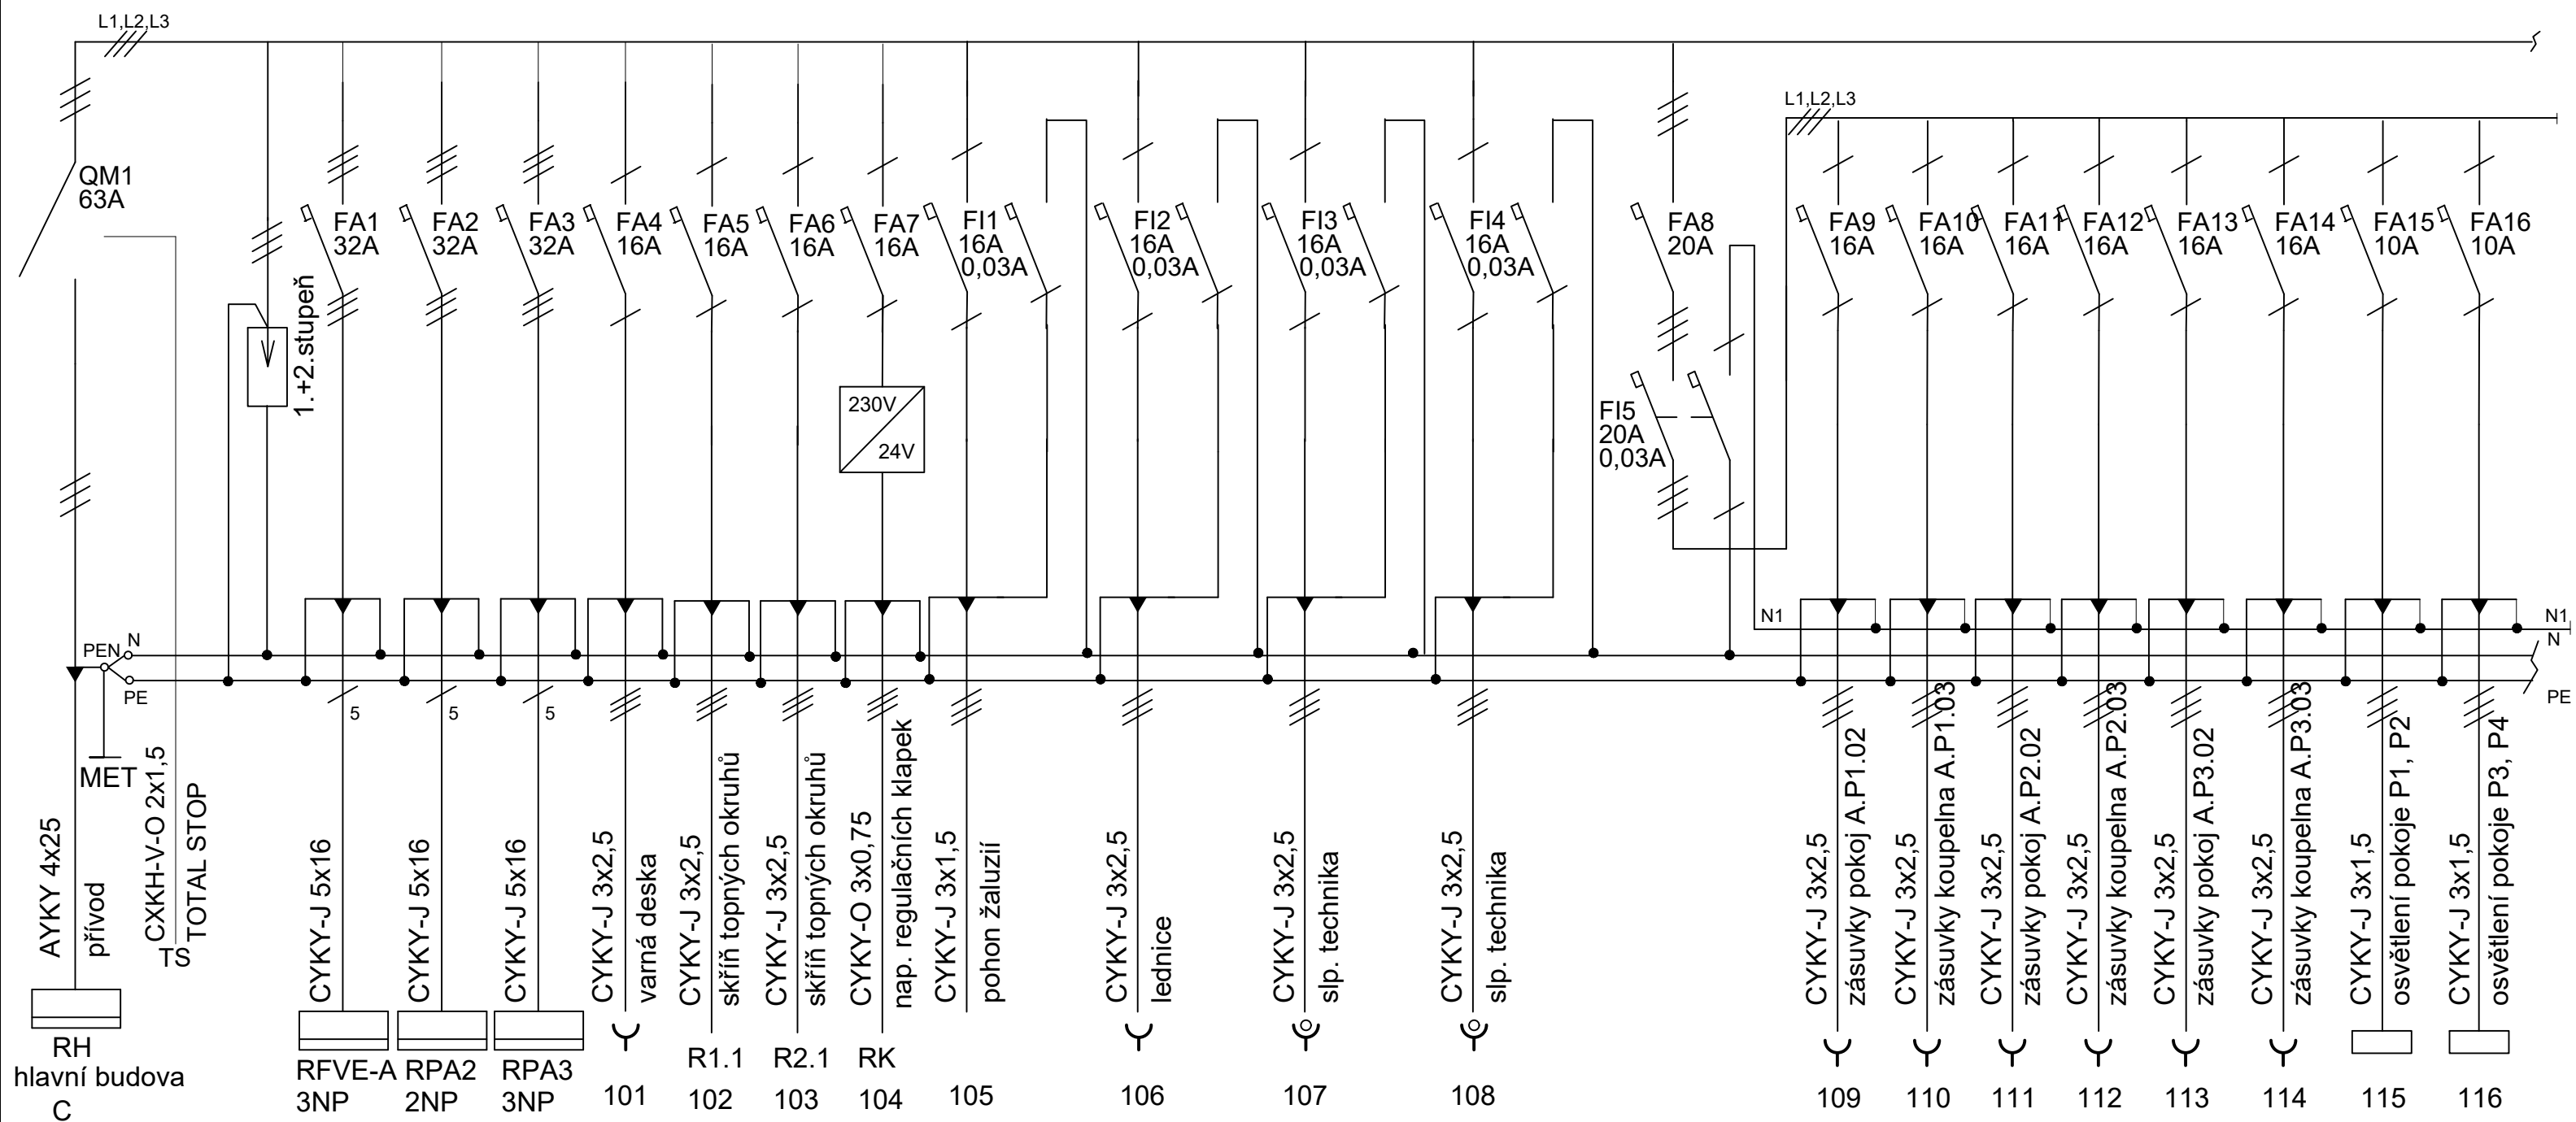 L1,L2,L3
L1,L2,L3
QM1
63A
1.+2.stupeň
FA1
32A
FA2
32A
FA3
32A
FA4
16A
FA5
16A
FA6
16A
FA7
16A
FI1
16A
0,03A
FI2
16A
0,03A
FI3
16A
0,03A
FI4
16A
0,03A
FA8
20A
FI5
20A
0,03A
FA9
16A
FA10
16A
FA11
16A
FA12
16A
FA13
16A
FA14
16A
FA15
10A
FA16
10A
230V
24V
N1
N1
N
PE
PEN
N
PE
MET
5
5
5
AYKY 4x25
přívod
CXKH-V-O 2x1,5
TOTAL STOP
TS
CYKY-J 5x16
CYKY-J 5x16
CYKY-J 5x16
CYKY-J 3x2,5
varná deska
CYKY-J 3x2,5
skříň topných okruhů
CYKY-J 3x2,5
skříň topných okruhů
CYKY-O 3x0,75
nap. regulačních klapek
CYKY-J 3x1,5
pohon žaluzií
CYKY-J 3x2,5
lednice
CYKY-J 3x2,5
slp. technika
CYKY-J 3x2,5
slp. technika
CYKY-J 3x2,5
zásuvky pokoj A.P1.02
CYKY-J 3x2,5
zásuvky koupelna A.P1.03
CYKY-J 3x2,5
zásuvky pokoj A.P2.02
CYKY-J 3x2,5
zásuvky koupelna A.P2.03
CYKY-J 3x2,5
zásuvky pokoj A.P3.02
CYKY-J 3x2,5
zásuvky koupelna A.P3.03
CYKY-J 3x1,5
osvětlení pokoje P1, P2
CYKY-J 3x1,5
osvětlení pokoje P3, P4
RH
hlavní budova
C
RFVE-A
3NP
RPA2
2NP
RPA3
3NP
101
R1.1
102
R2.1
103
RK
104
105
106
107
108
109
110
111
112
113
114
115
116